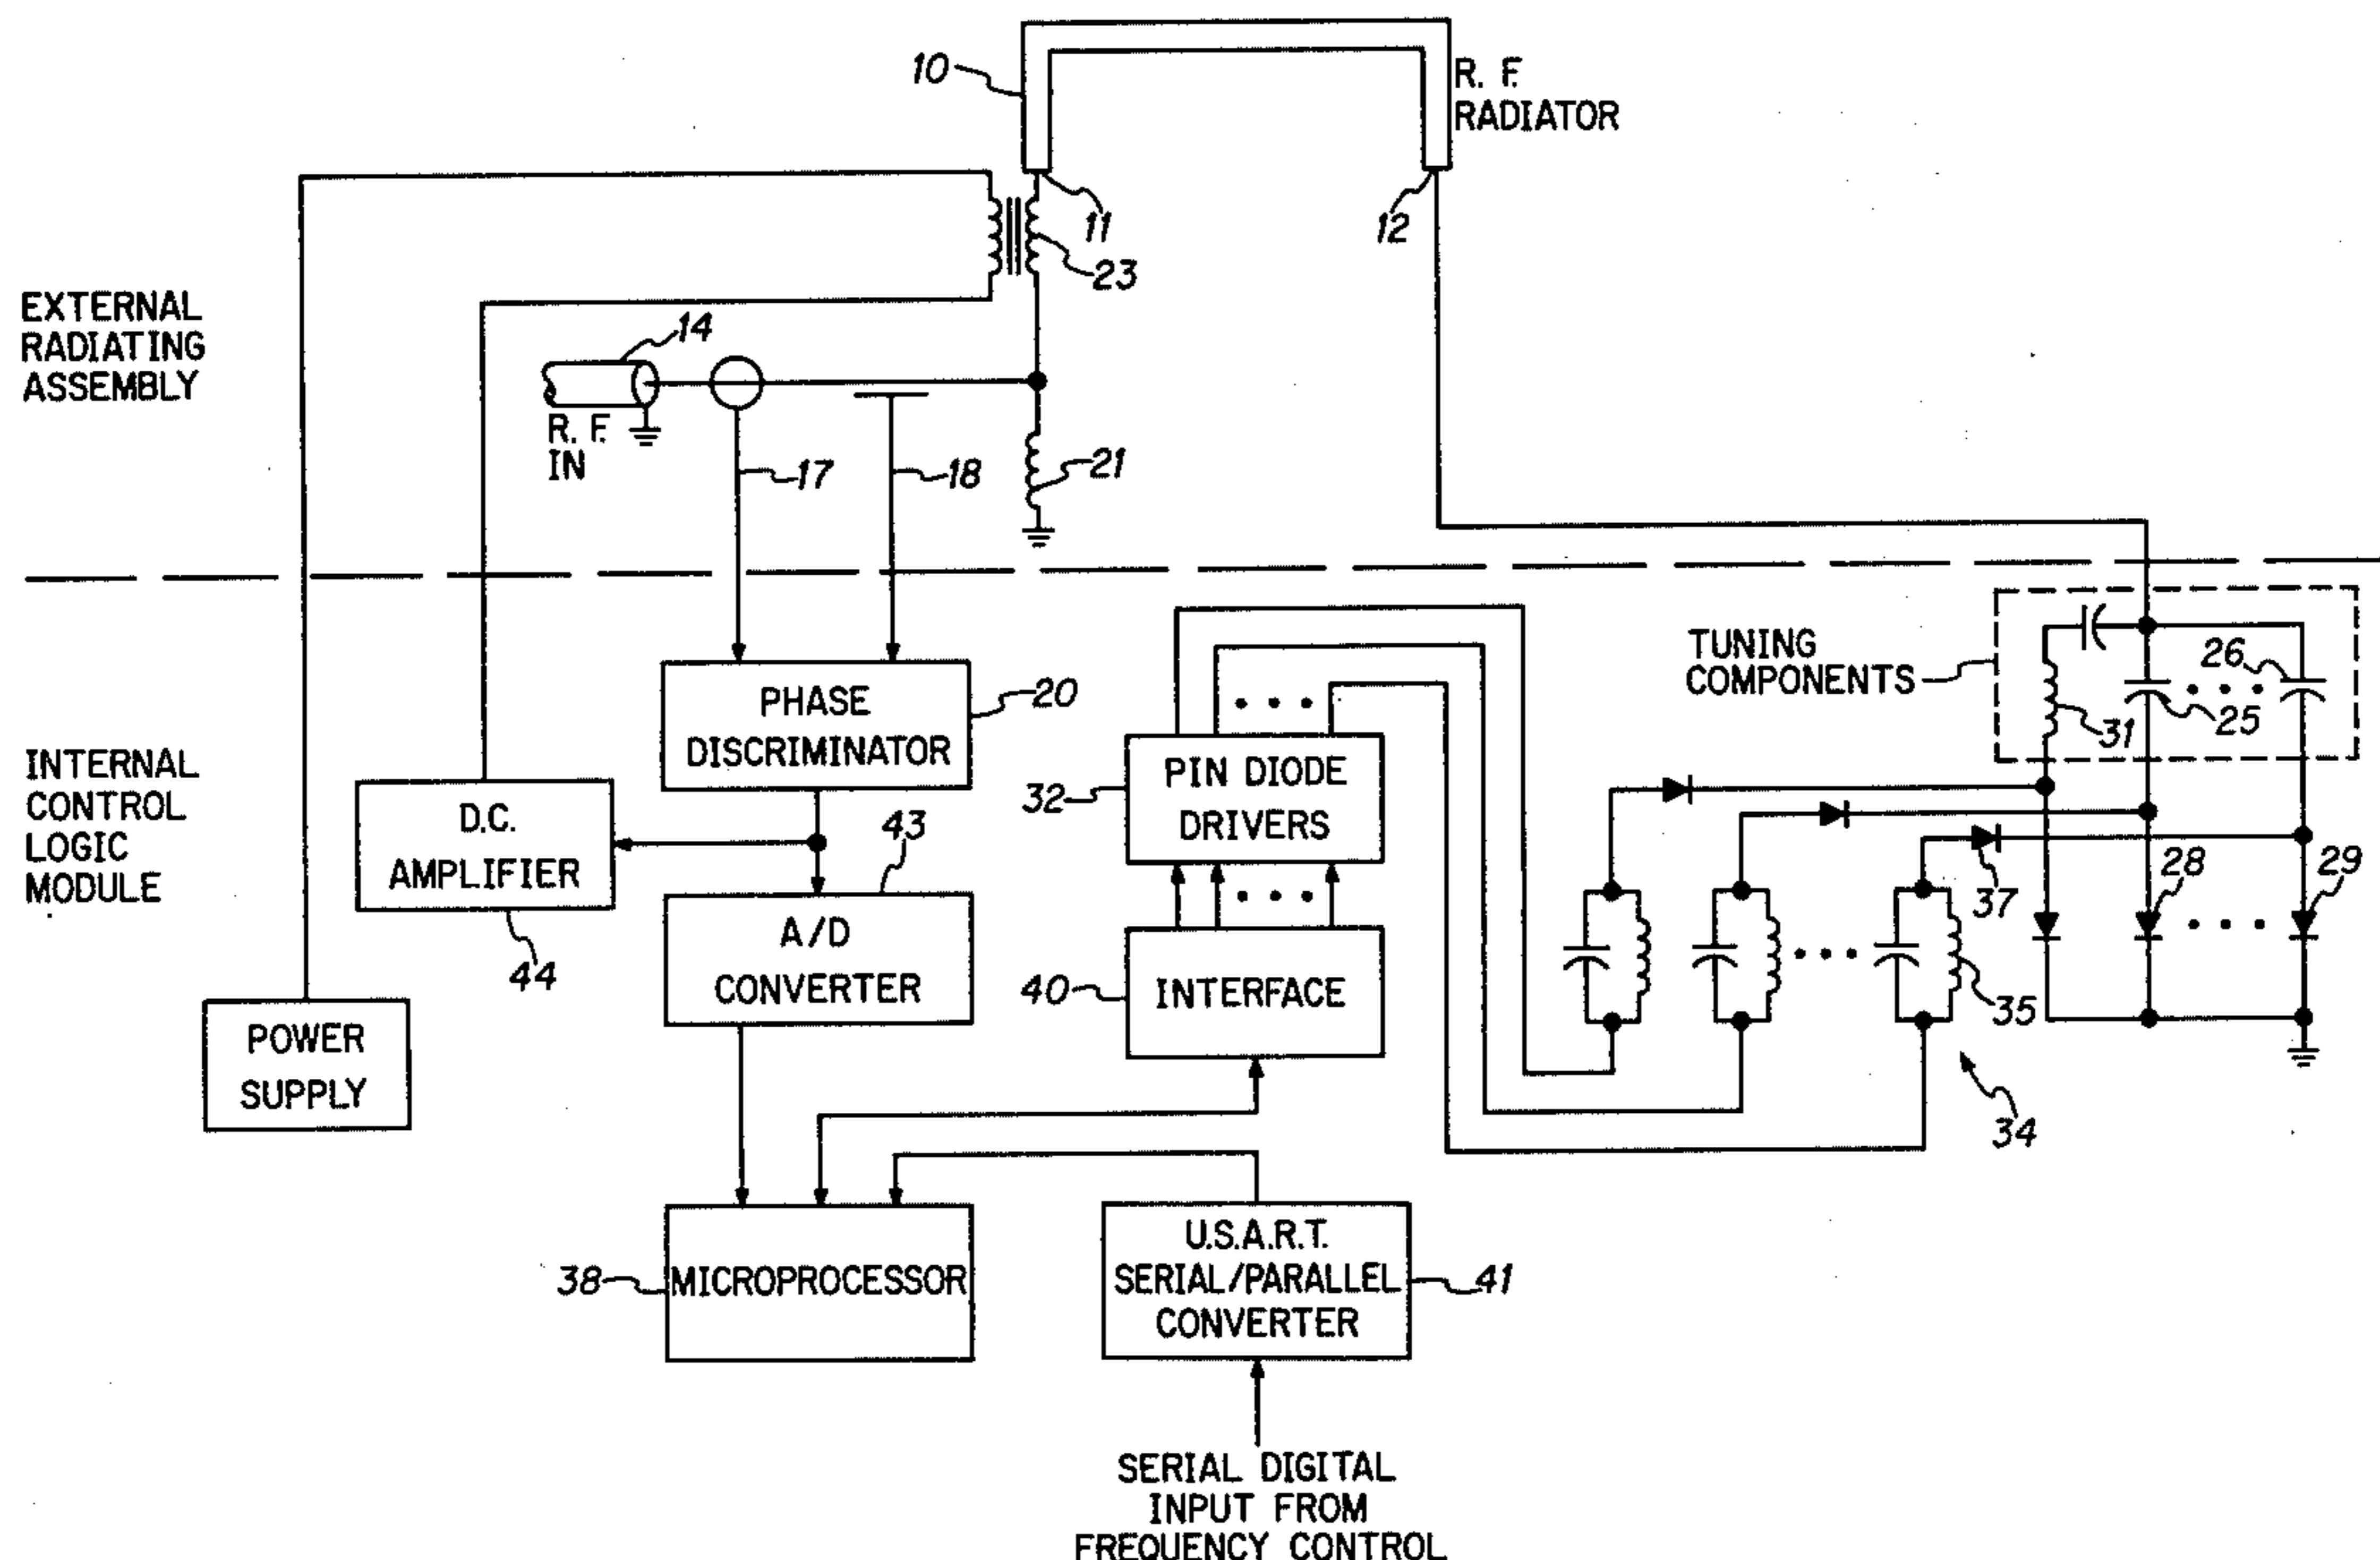 10
R. F.
RADIATOR
11
12
23
EXTERNAL
RADIATING
ASSEMBLY
14
R. F.
IN
17
18
21
TUNING
COMPONENTS
26
25
31
PHASE
DISCRIMINATOR
20
INTERNAL
CONTROL
LOGIC
MODULE
D.C.
AMPLIFIER
44
43
32
PIN DIODE
DRIVERS
A/D
CONVERTER
40
INTERFACE
37
28
29
35
34
POWER
SUPPLY
38
MICROPROCESSOR
U.S.A.R.T.
SERIAL/PARALLEL
CONVERTER
41
SERIAL DIGITAL
INPUT FROM
FREQUENCY CONTROL